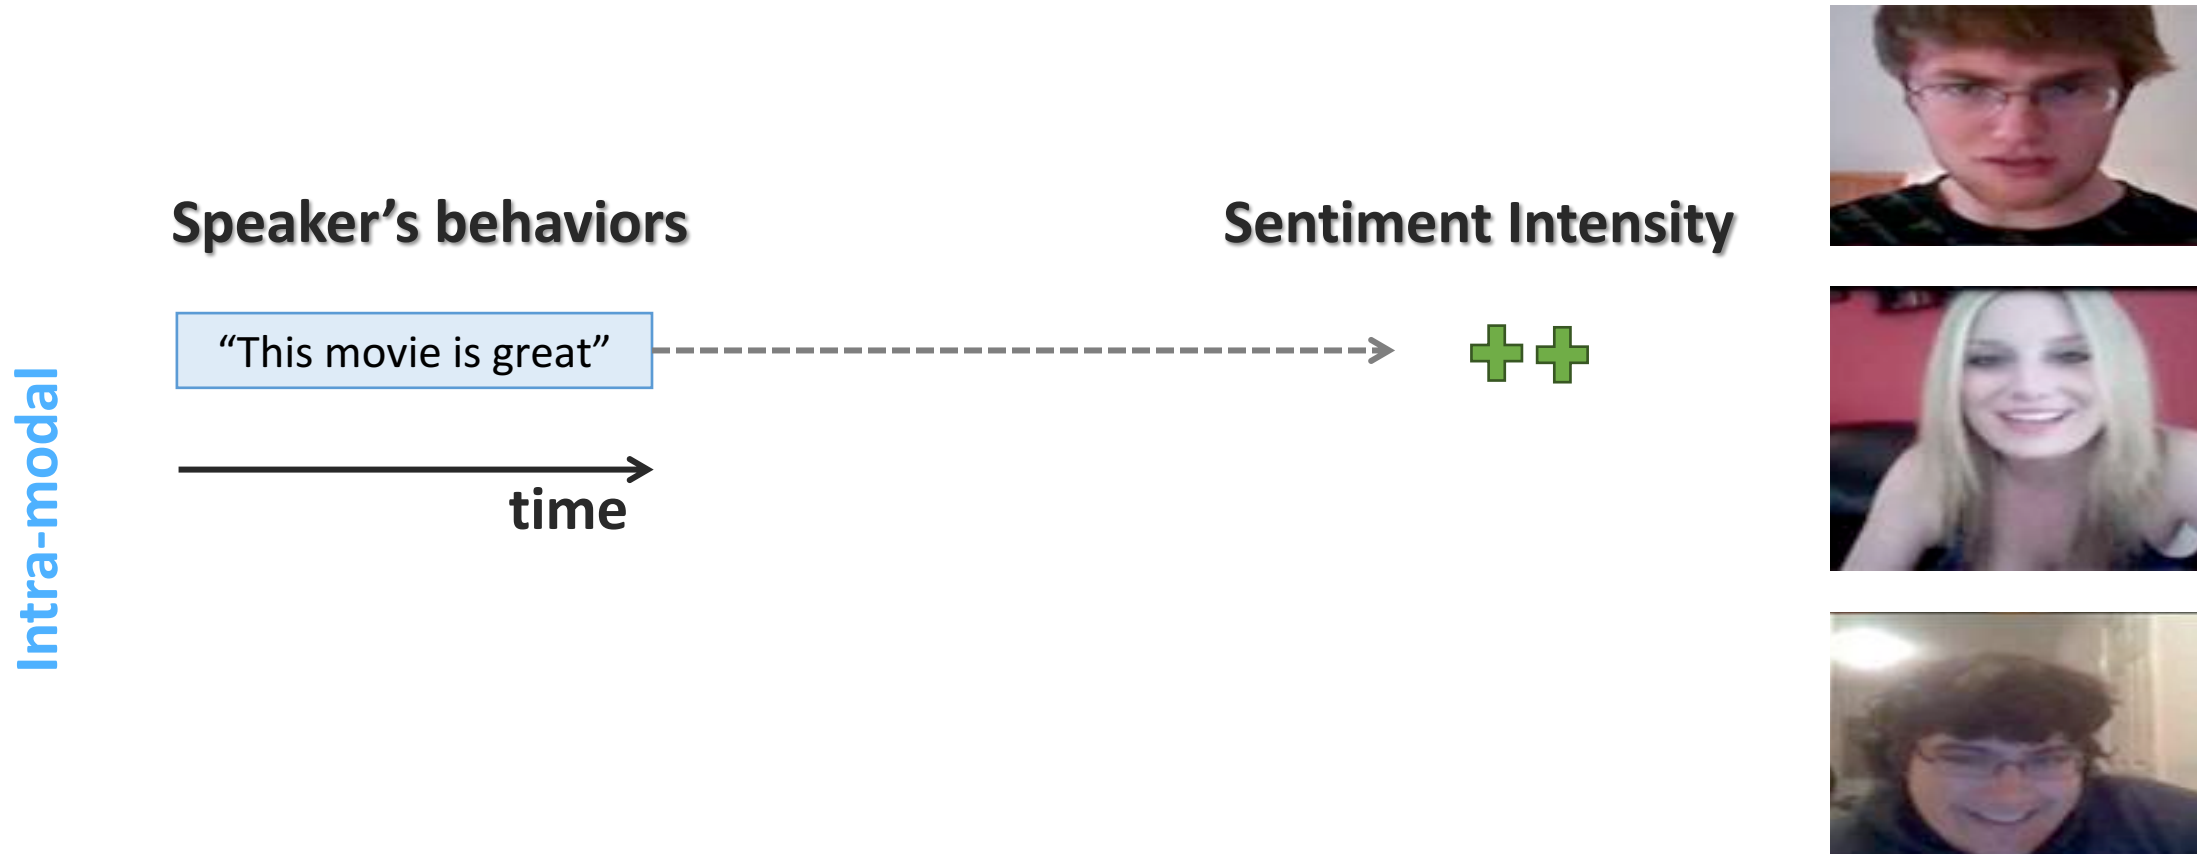 Speaker’s behaviors
Sentiment Intensity
“This movie is great”
time
Intra-modal